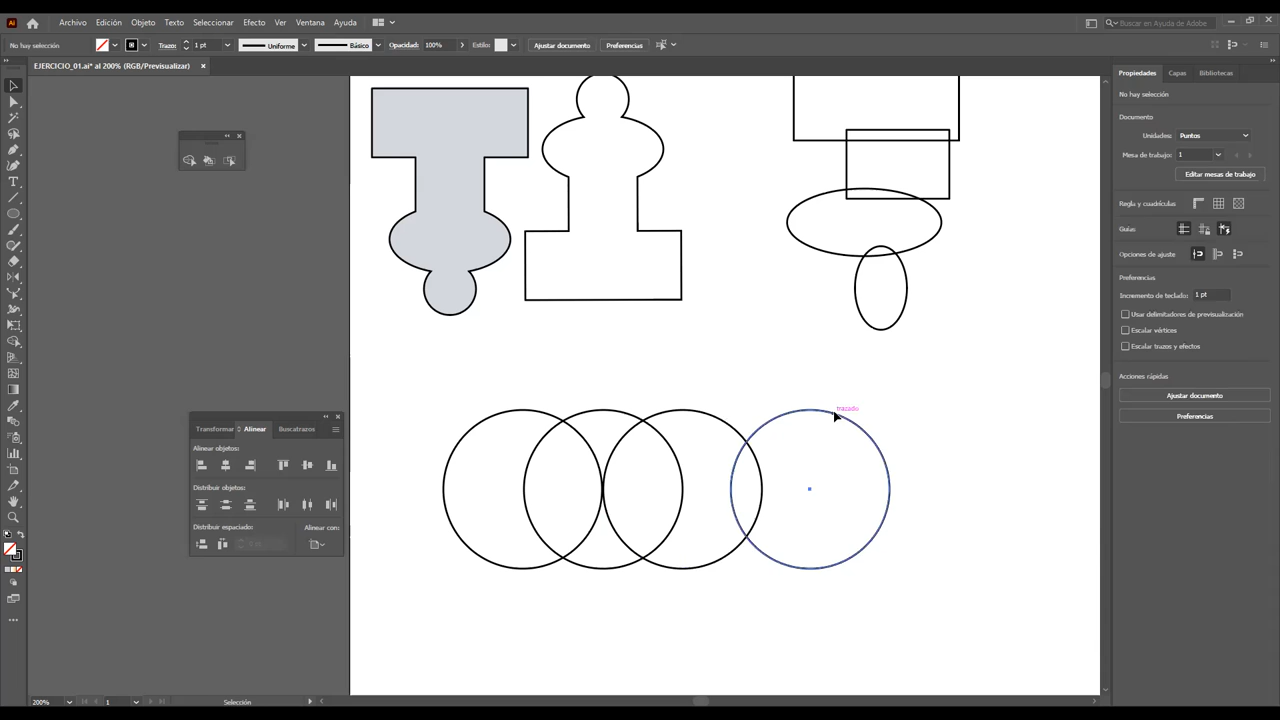 Ai
Archivo Edición Objeto Texto Seleccionar Efecto Ver Ventana Ayuda
Buscar en Ayuda de Adobe
No hay selección
Trazo: 1 pt
Uniforme
Básico
Opacidad: 100%
Estilo:
Ajustar documento
Preferencias
EJERCICIO_01.ai* al 200% (RGB/Previsualizar)
Propiedades Capas Bibliotecas
No hay selección
Documento
Unidades: Puntos
Mesa de trabajo: 1
Editar mesas de trabajo
Regla y cuadrículas
Guías
Opciones de ajuste
Preferencias
Incremento de teclado: 1 pt
Usar delimitadores de previsualización
Escalar vértices
Escalar trazos y efectos
Acciones rápidas
Ajustar documento
Preferencias
trazado
Transformar Alinear Buscatrazos
Alinear objetos:
Distribuir objetos:
Distribuir espaciado:
Alinear con:
200%
1
Selección